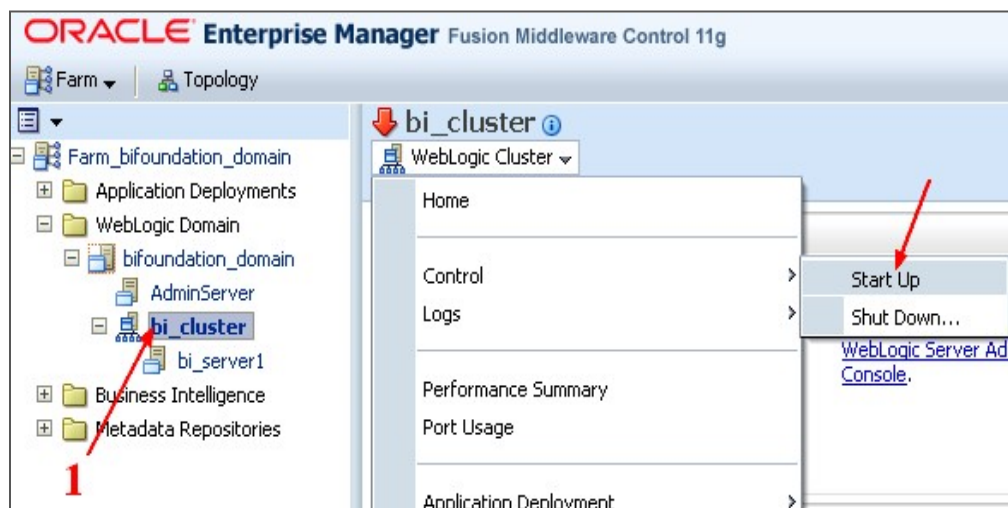 ORACLE Enterprise Manager Fusion Middleware Control 11g
Farm Topology
bi_cluster
Farm_bifoundation_domain
WebLogic Cluster
Application Deployments
Home
WebLogic Domain
bifoundation_domain
Control
Start Up
AdminServer
Logs
Shut Down...
bi_cluster
WebLogic Server Ad
bi_server1
Console.
Business Intelligence
Performance Summary
Metadata Repositories
Port Usage
1
Application Deployment